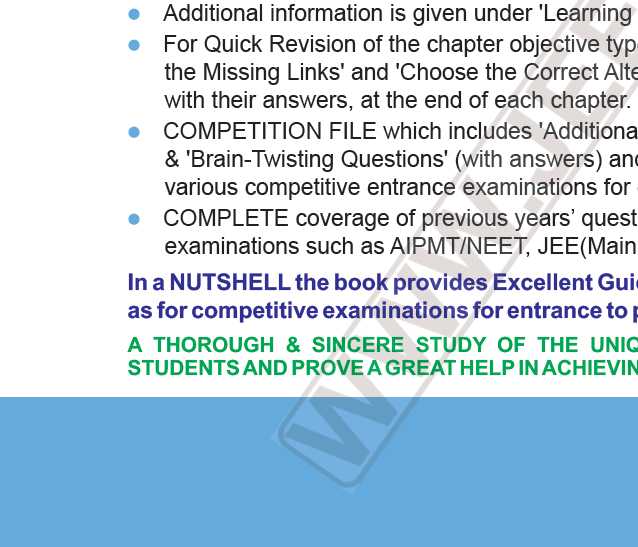 • Additional information is given under 'Learning
• For Quick Revision of the chapter objective typ
the Missing Links' and 'Choose the Correct Alte
with their answers, at the end of each chapter.
• COMPETITION FILE which includes 'Additiona
& 'Brain-Twisting Questions' (with answers) and
various competitive entrance examinations for
• COMPLETE coverage of previous years’ quest
examinations such as AIPMT/NEET, JEE(Main
In a NUTSHELL the book provides Excellent Gui
as for competitive examinations for entrance to p
A THOROUGH & SINCERE STUDY OF THE UNIQ
STUDENTS AND PROVE A GREAT HELP IN ACHIEVIN
WWW.JEE